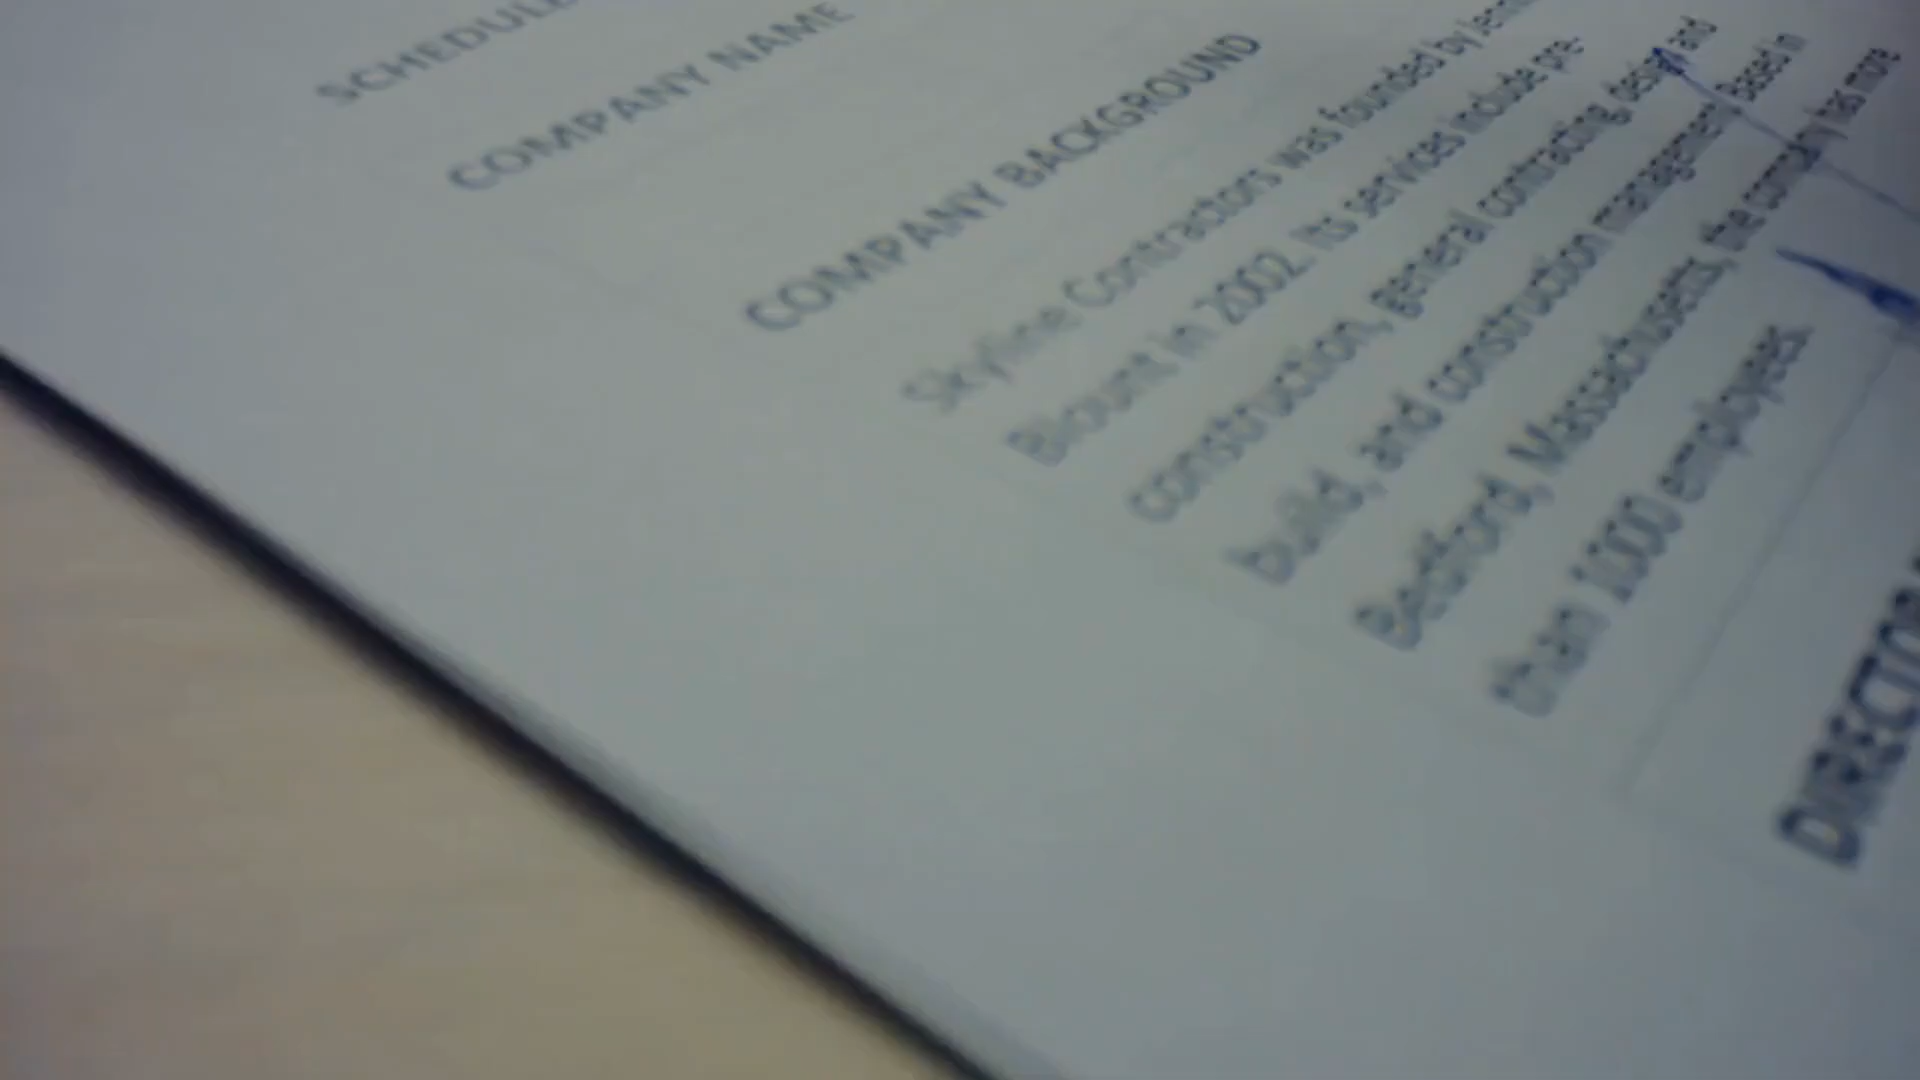 SCHEDULE
COMPANY NAME
COMPANY BACKGROUND
Skyline Contractors was founded by
Blount in 2002. Its services include pre-
construction, general contracting, design and
build, and construction management. Based in
Bedford, Massachusetts, the company has more
than 1000 employees.